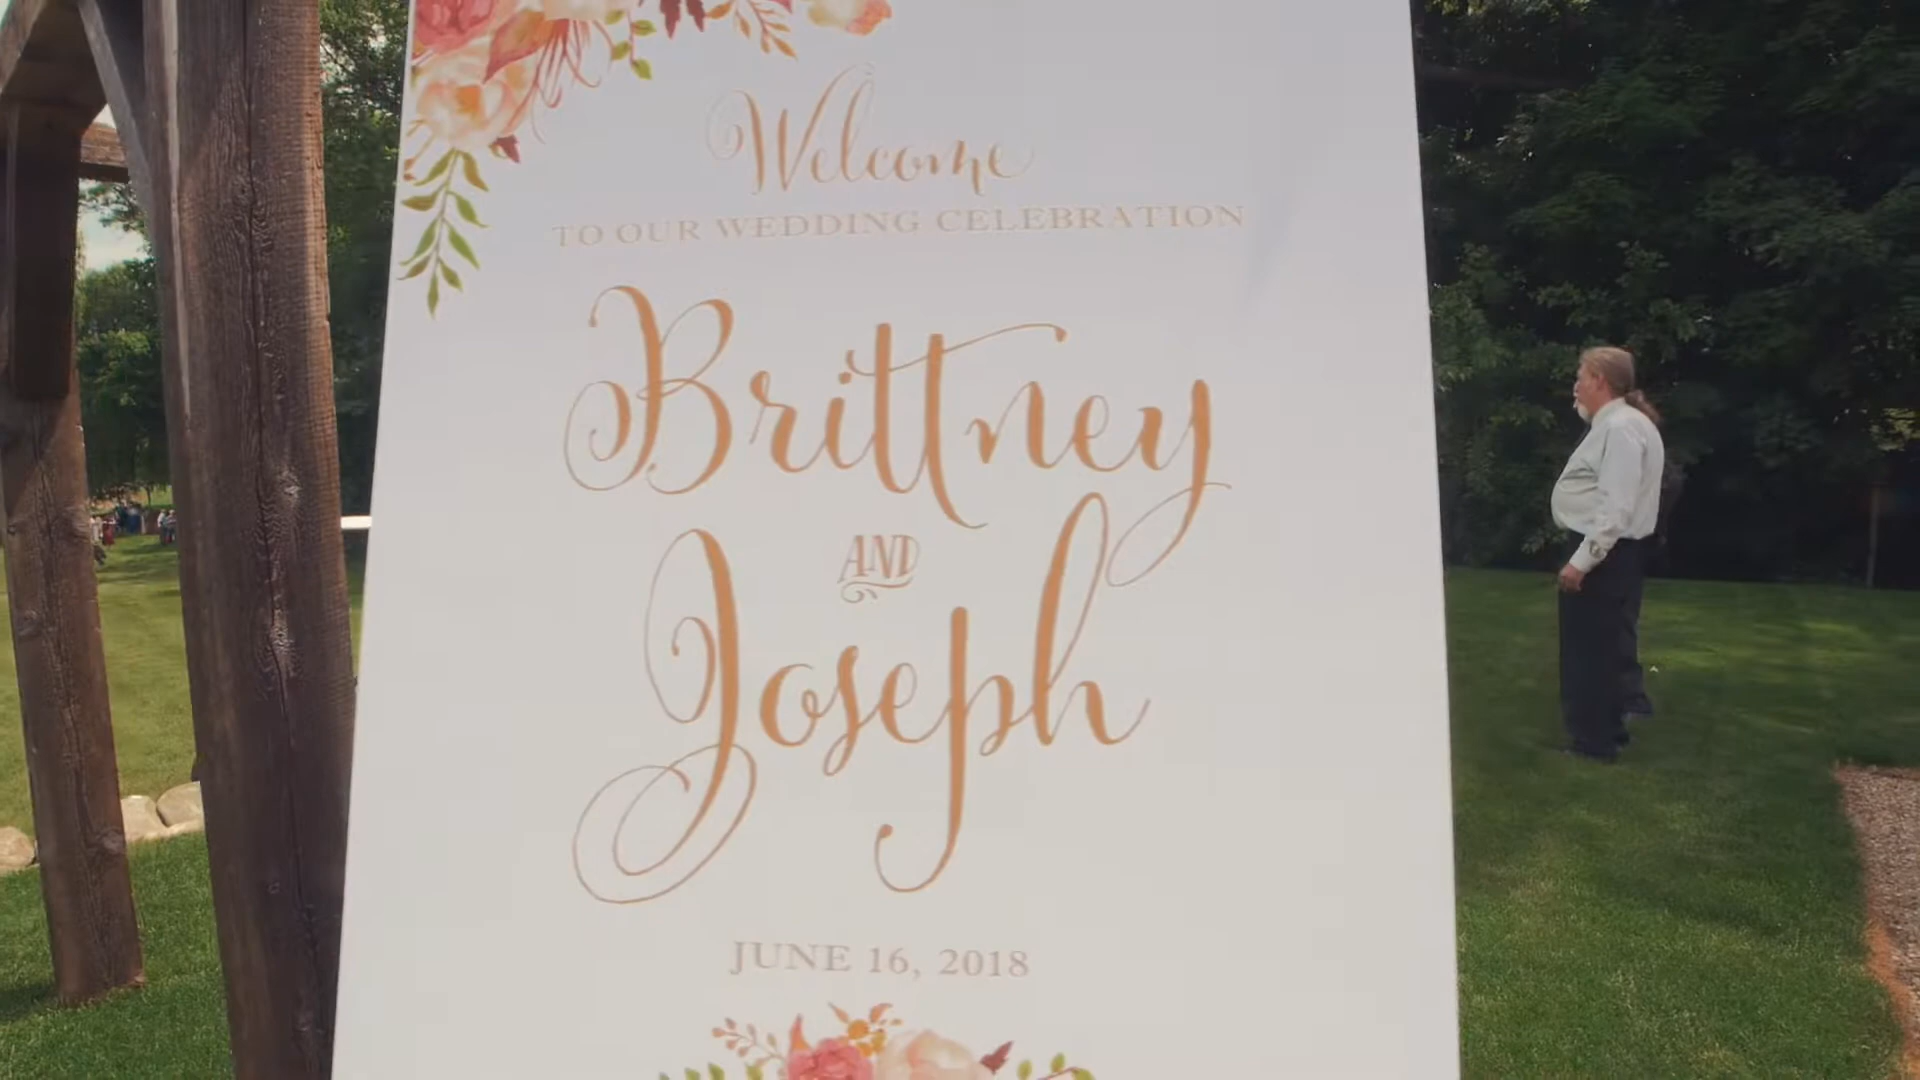 Welcome
TO OUR WEDDING CELEBRATION
Brittney
AND
Joseph
JUNE 16, 2018